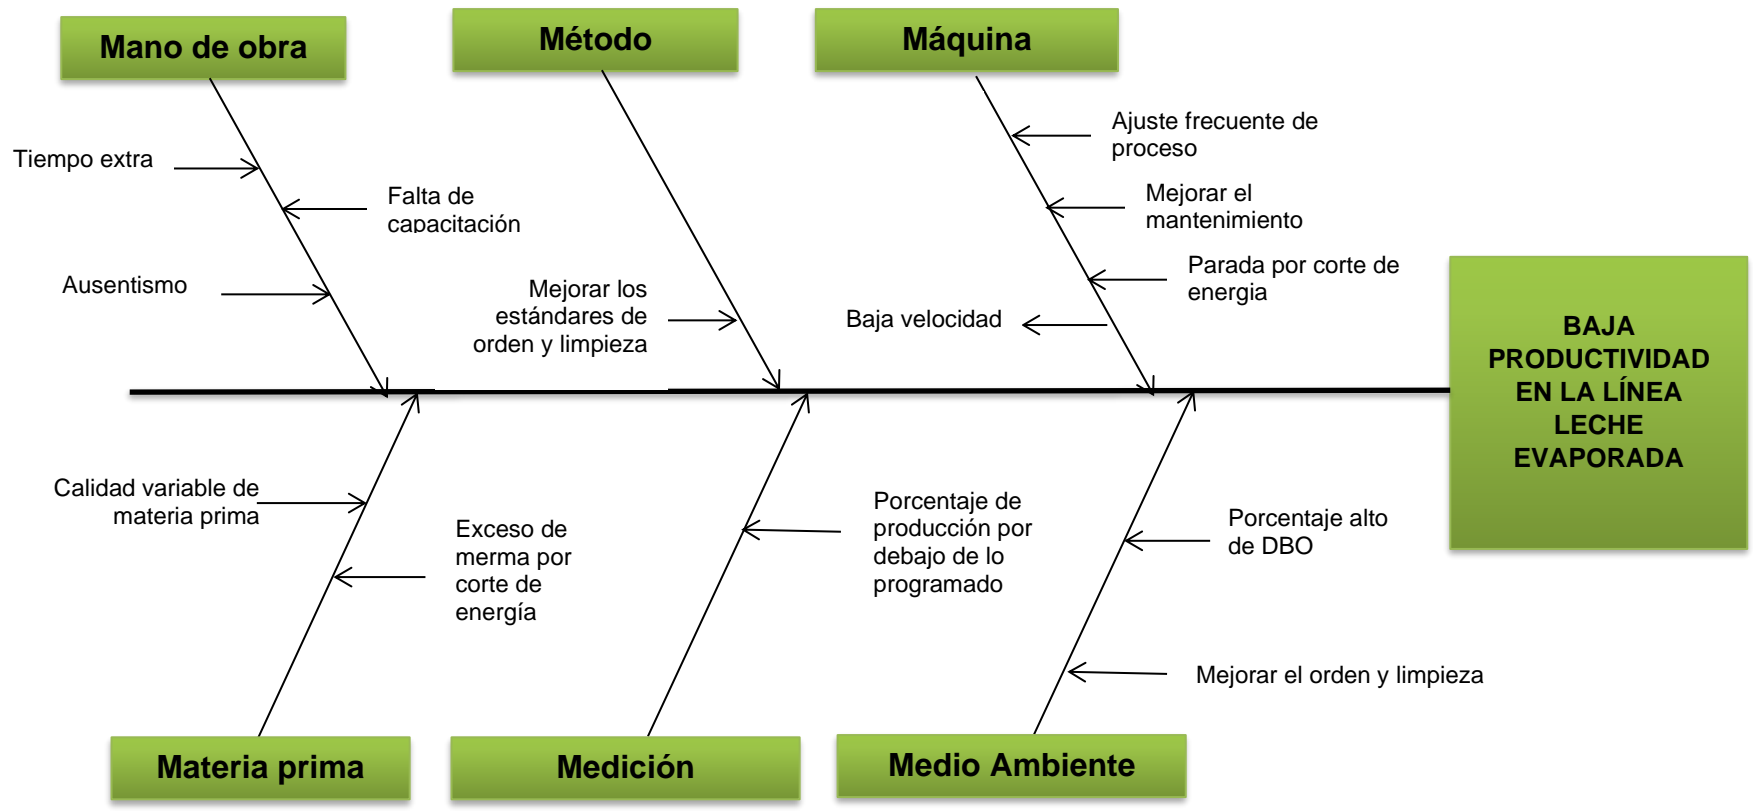 Mano de obra
Método
Máquina
Tiempo extra
Falta de
capacitación
Ausentismo
Mejorar los
estándares de
orden y limpieza
Ajuste frecuente de
proceso
Mejorar el
mantenimiento
Parada por corte de
energia
Baja velocidad
BAJA
PRODUCTIVIDAD
EN LA LÍNEA
LECHE
EVAPORADA
Calidad variable de
materia prima
Exceso de
merma por
corte de
energía
Porcentaje de
producción por
debajo de lo
programado
Porcentaje alto
de DBO
Mejorar el orden y limpieza
Materia prima
Medición
Medio Ambiente